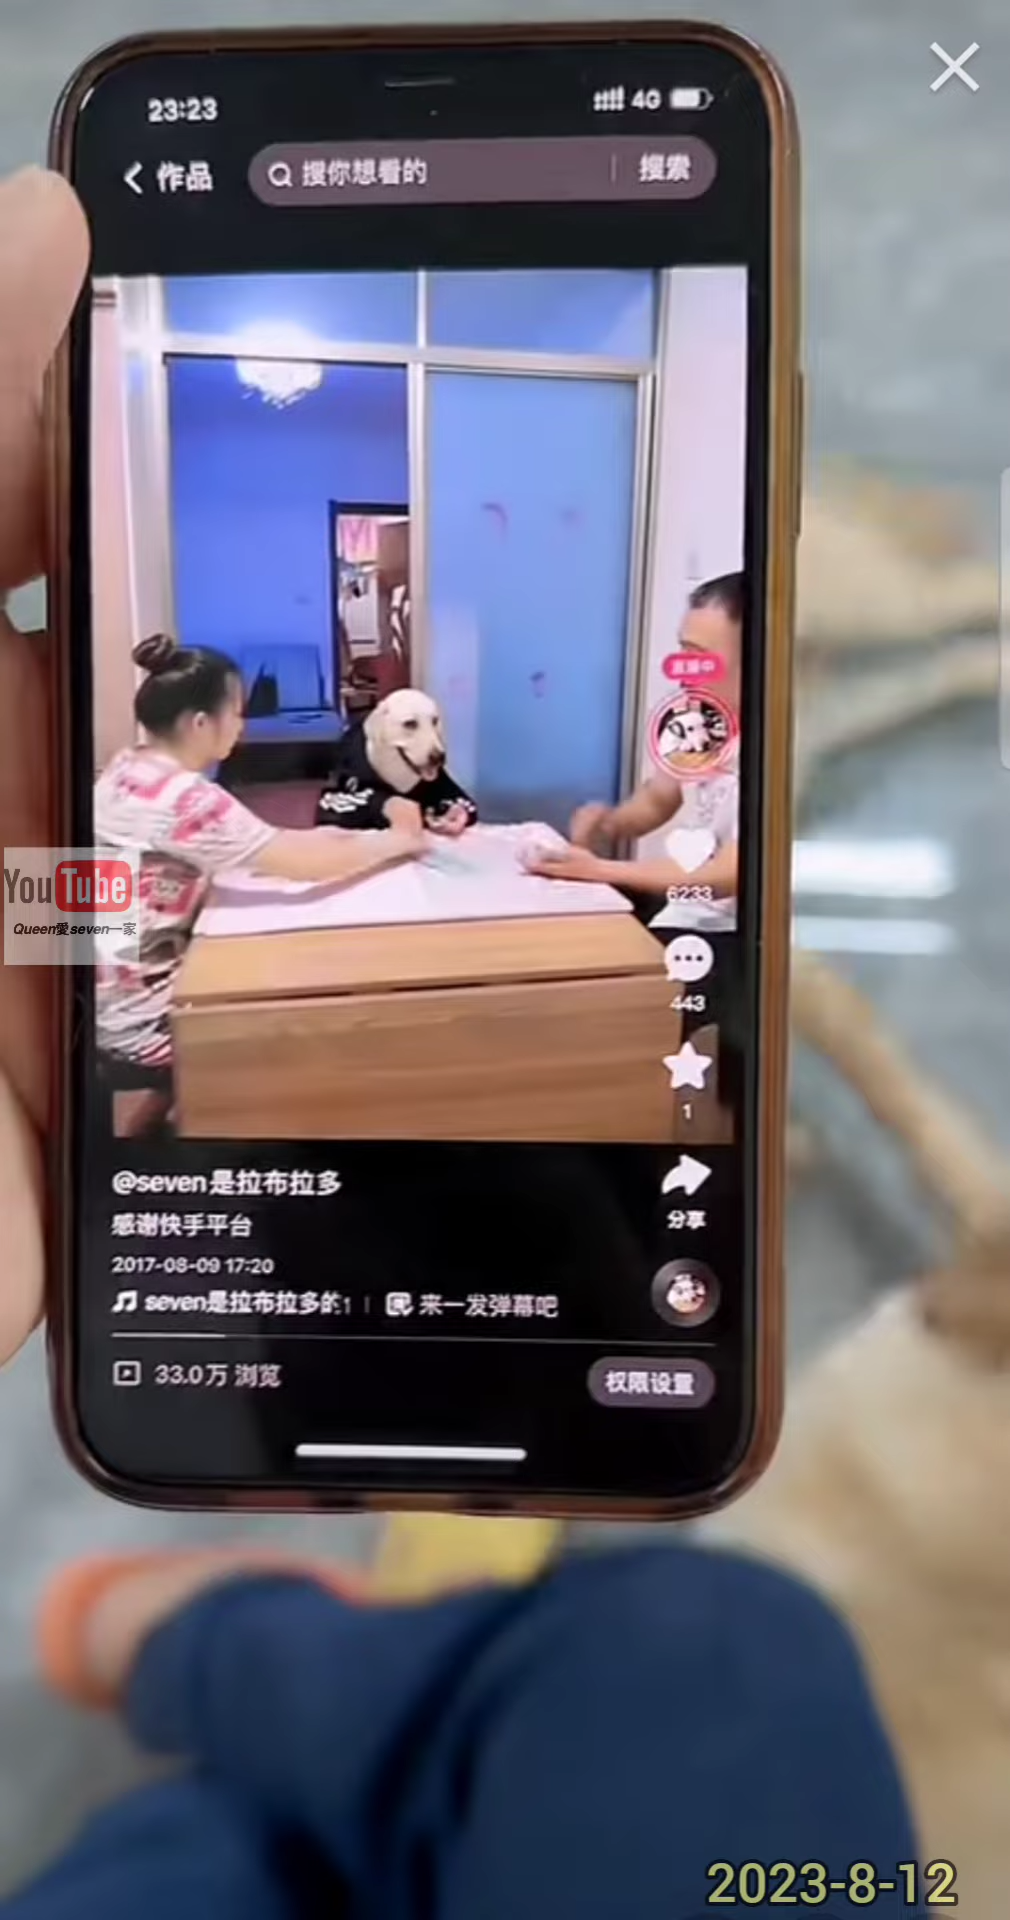 23:23
4G
作品
搜你想看的
搜索
直播中
6233
YouTube
Queen愛seven一家
443
1
@seven是拉布拉多
分享
感谢快手平台
2017-08-09 17:20
seven是拉布拉多的1
来一发弹幕吧
33.0万 浏览
权限设置
2023-8-12